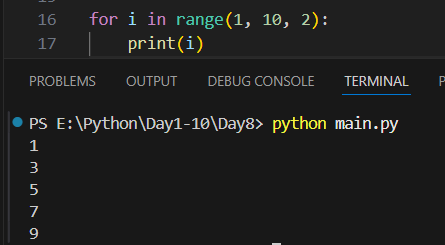 16 for i in range(1, 10, 2):
17 print(i)
PROBLEMS OUTPUT DEBUG CONSOLE TERMINAL
PS E:\Python\Day1-10\Day8> python main.py
1
3
5
7
9